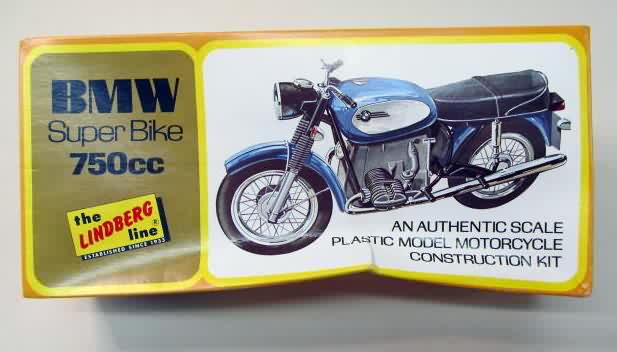 BMW
Super Bike
750cc
the
LINDBERG®
line
ESTABLISHED SINCE 1933
AN AUTHENTIC SCALE
PLASTIC MODEL MOTORCYCLE
CONSTRUCTION KIT